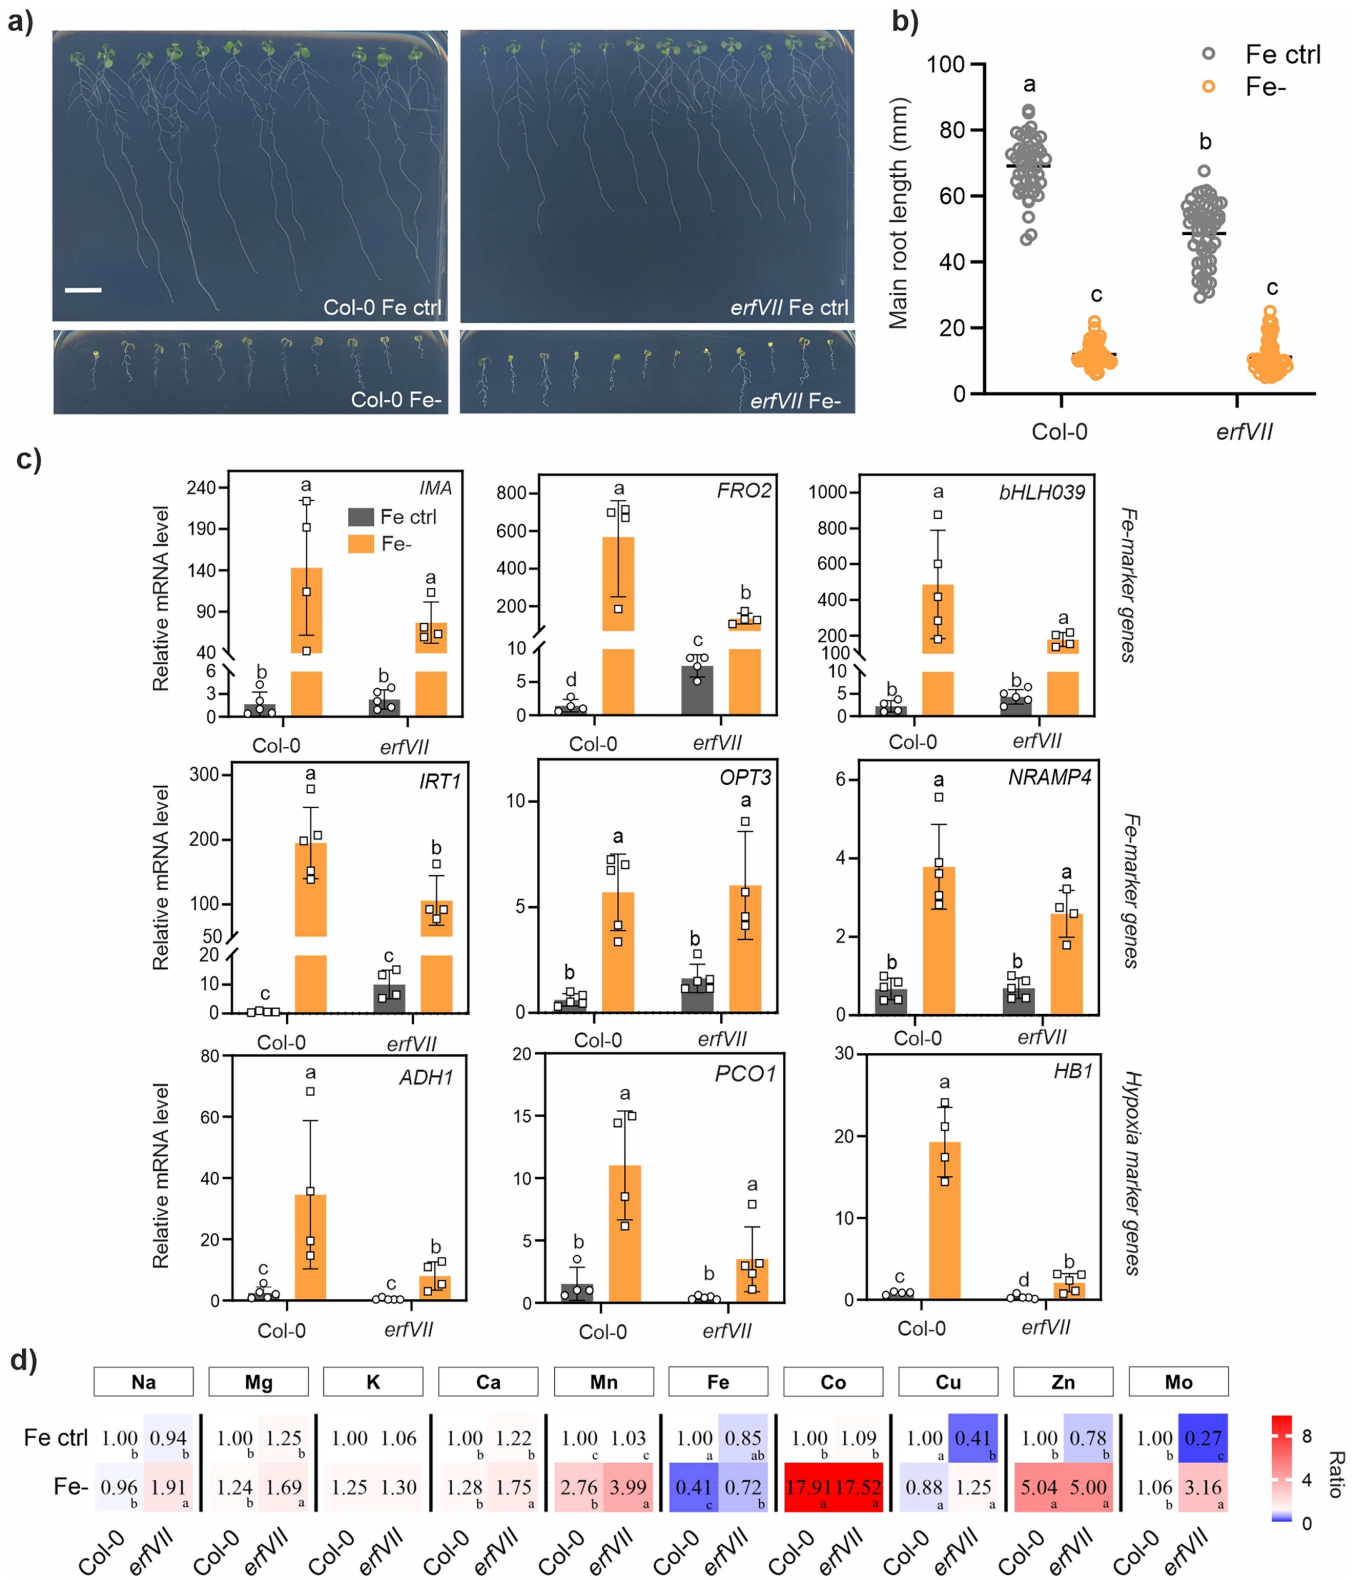 a)
Col-0 Fe ctrl
erfVII Fe ctrl
Col-0 Fe-
erfVII Fe-
b)
Fe ctrl
Fe-
Main root length (mm)
100
80
60
40
20
0
a
b
c
c
Col-0
erfVII
c)
Relative mRNA level
240
190
140
90
40
6
3
0
IMA
Fe ctrl
Fe-
b
a
b
a
Col-0
erfVII
800
600
400
200
10
5
0
FRO2
d
a
c
b
Col-0
erfVII
1000
800
600
400
200
100
10
5
0
bHLH039
b
a
b
a
Col-0
erfVII
Fe-marker genes
Relative mRNA level
300
200
100
50
20
10
0
IRT1
c
a
c
b
Col-0
erfVII
10
5
0
OPT3
b
a
b
a
Col-0
erfVII
6
4
2
0
NRAMP4
b
a
b
a
Col-0
erfVII
Fe-marker genes
Relative mRNA level
80
60
40
20
0
ADH1
c
a
c
b
Col-0
erfVII
20
15
10
5
0
PCO1
b
a
b
a
Col-0
erfVII
30
20
10
0
HB1
c
a
d
b
Col-0
erfVII
Hypoxia marker genes
d)
Na Mg K Ca Mn Fe Co Cu Zn Mo
Fe ctrl 1.00 0.94 1.00 1.25 1.00 1.06 1.00 1.22 1.00 1.03 1.00 0.85 1.00 1.09 1.00 0.41 1.00 0.78 1.00 0.27
b b b b b b c c a ab b b a b b b b c
Fe- 0.96 1.91 1.24 1.69 1.25 1.30 1.28 1.75 2.76 3.99 0.41 0.72 17.91 17.52 0.88 1.25 5.04 5.00 1.06 3.16
b a b a b a b a c b a a a a a a b a
Col-0 erfVII Col-0 erfVII Col-0 erfVII Col-0 erfVII Col-0 erfVII Col-0 erfVII Col-0 erfVII Col-0 erfVII Col-0 erfVII Col-0 erfVII
8
4
0
Ratio